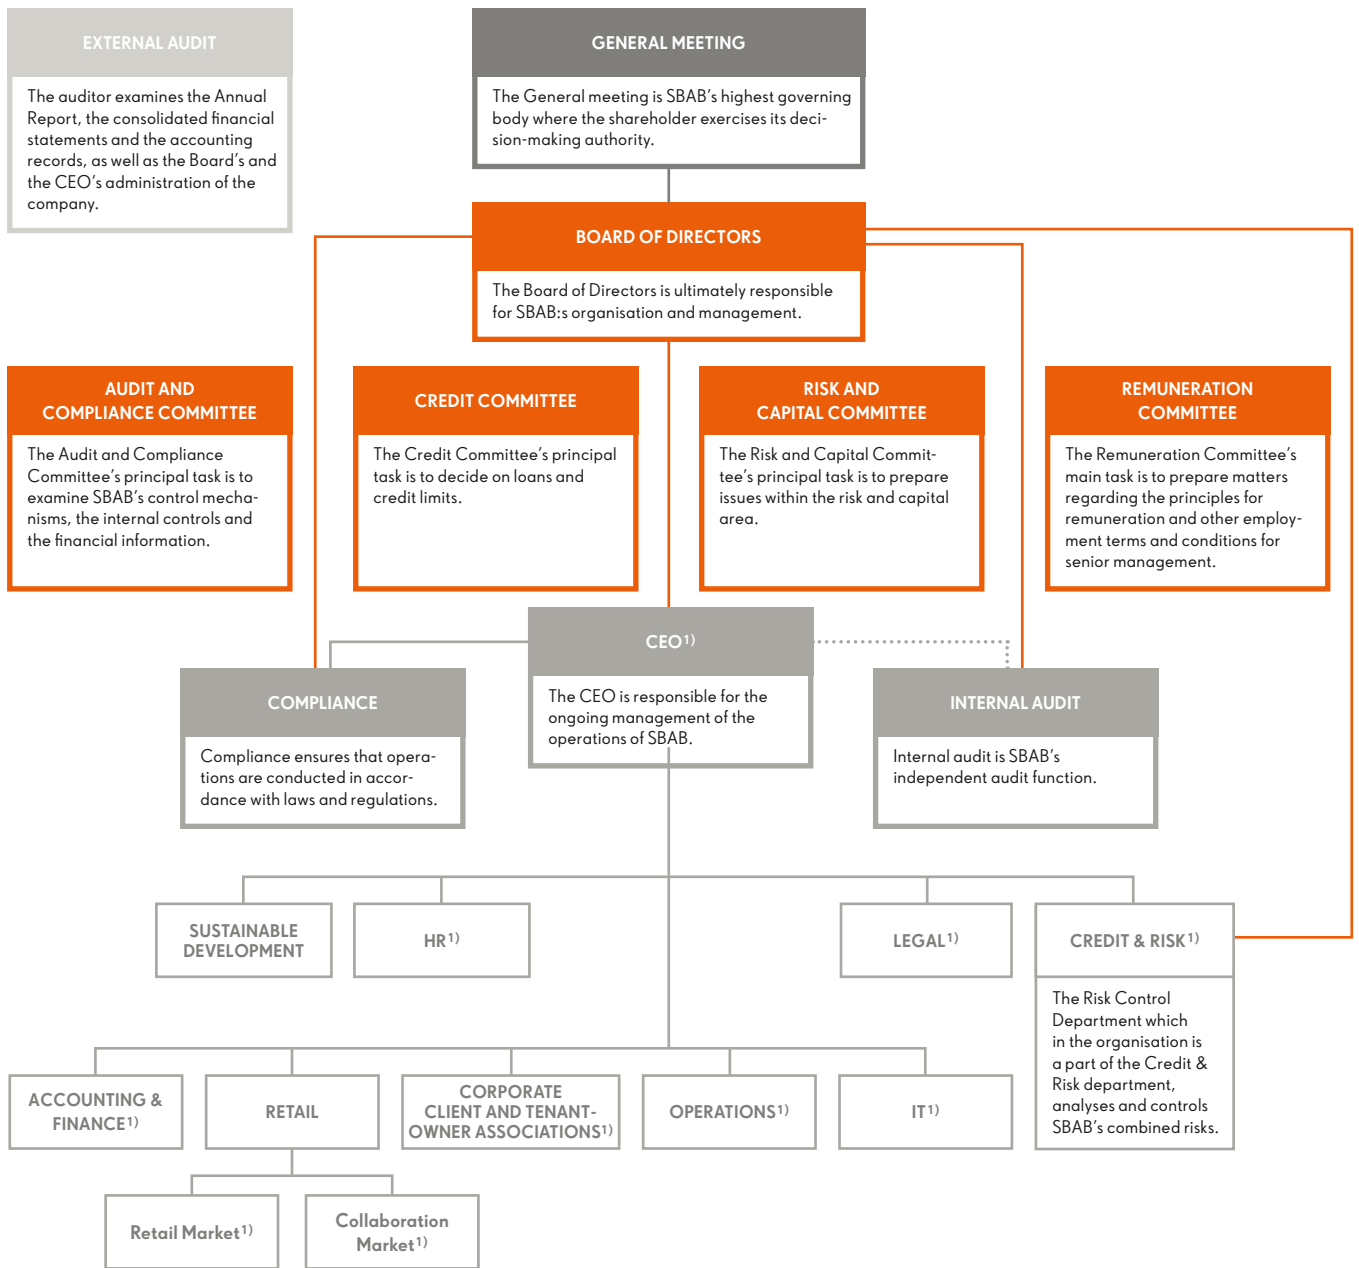 EXTERNAL AUDIT
The auditor examines the Annual
Report, the consolidated financial
statements and the accounting
records, as well as the Board's and
the CEO's administration of the
company.
GENERAL MEETING
The General meeting is SBAB's highest governing
body where the shareholder exercises its deci-
sion-making authority.
BOARD OF DIRECTORS
The Board of Directors is ultimately responsible
for SBAB:s organisation and management.
AUDIT AND
COMPLIANCE COMMITTEE
The Audit and Compliance
Committee's principal task is to
examine SBAB's control mecha-
nisms, the internal controls and
the financial information.
CREDIT COMMITTEE
The Credit Committee's principal
task is to decide on loans and
credit limits.
RISK AND
CAPITAL COMMITTEE
The Risk and Capital Commit-
tee's principal task is to prepare
issues within the risk and capital
area.
REMUNERATION
COMMITTEE
The Remuneration Committee's
main task is to prepare matters
regarding the principles for
remuneration and other employ-
ment terms and conditions for
senior management.
CEO¹⁾
The CEO is responsible for the
ongoing management of the
operations of SBAB.
COMPLIANCE
Compliance ensures that opera-
tions are conducted in accor-
dance with laws and regulations.
INTERNAL AUDIT
Internal audit is SBAB's
independent audit function.
SUSTAINABLE
DEVELOPMENT
HR¹⁾
LEGAL¹⁾
CREDIT & RISK¹⁾
The Risk Control
Department which
in the organisation is
a part of the Credit &
Risk department,
analyses and controls
SBAB's combined risks.
ACCOUNTING &
FINANCE¹⁾
RETAIL
CORPORATE
CLIENT AND TENANT-
OWNER ASSOCIATIONS¹⁾
OPERATIONS¹⁾
IT¹⁾
Retail Market¹⁾
Collaboration
Market¹⁾